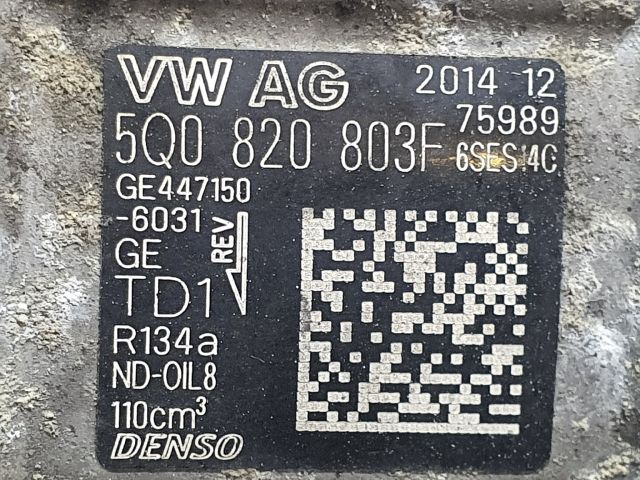 VW AG 2014 12
75989
5Q0 820 803F 6SES14C
GE447150
-6031
GE
REV
TD1
R134a
ND-OIL8
110cm³
DENSO